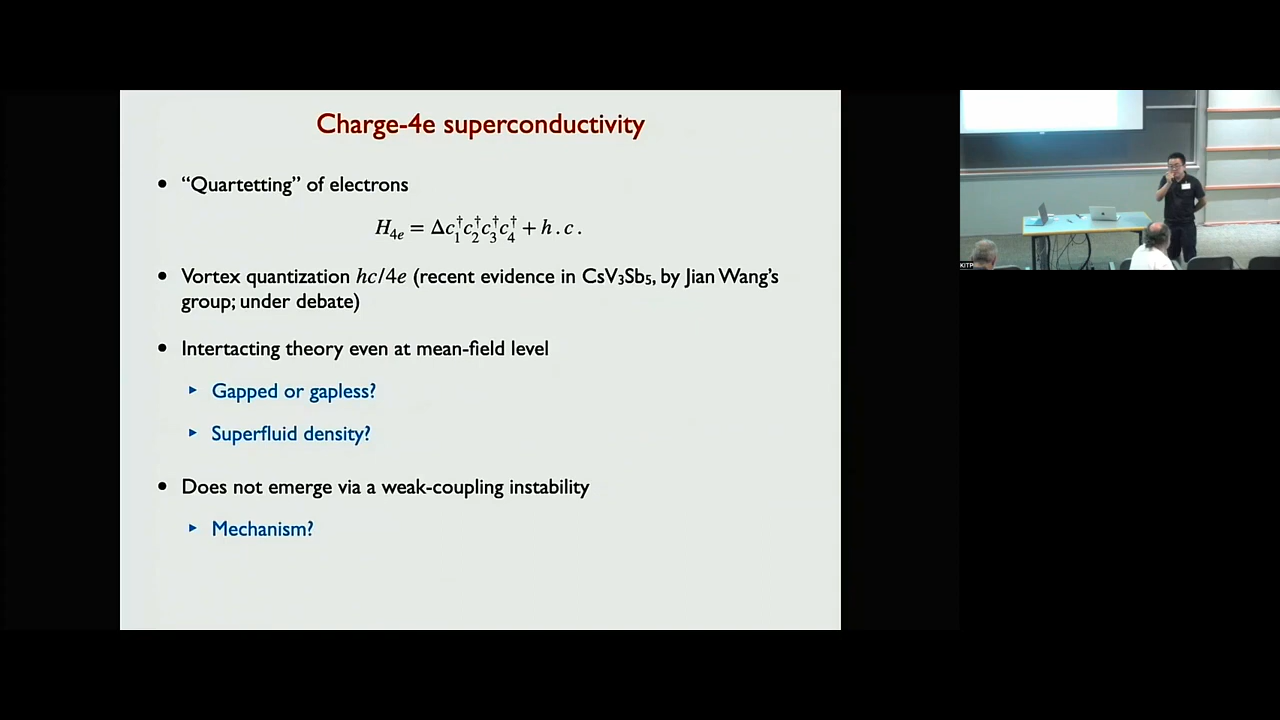 Charge-4e superconductivity
• “Quartetting” of electrons
H₄ₑ = Δc₁†c₂†c₃†c₄† + h.c.
• Vortex quantization hc/4e (recent evidence in CsV₃Sb₅, by Jian Wang’s
group; under debate)
• Intertacting theory even at mean-field level
▸ Gapped or gapless?
▸ Superfluid density?
• Does not emerge via a weak-coupling instability
▸ Mechanism?
KITP